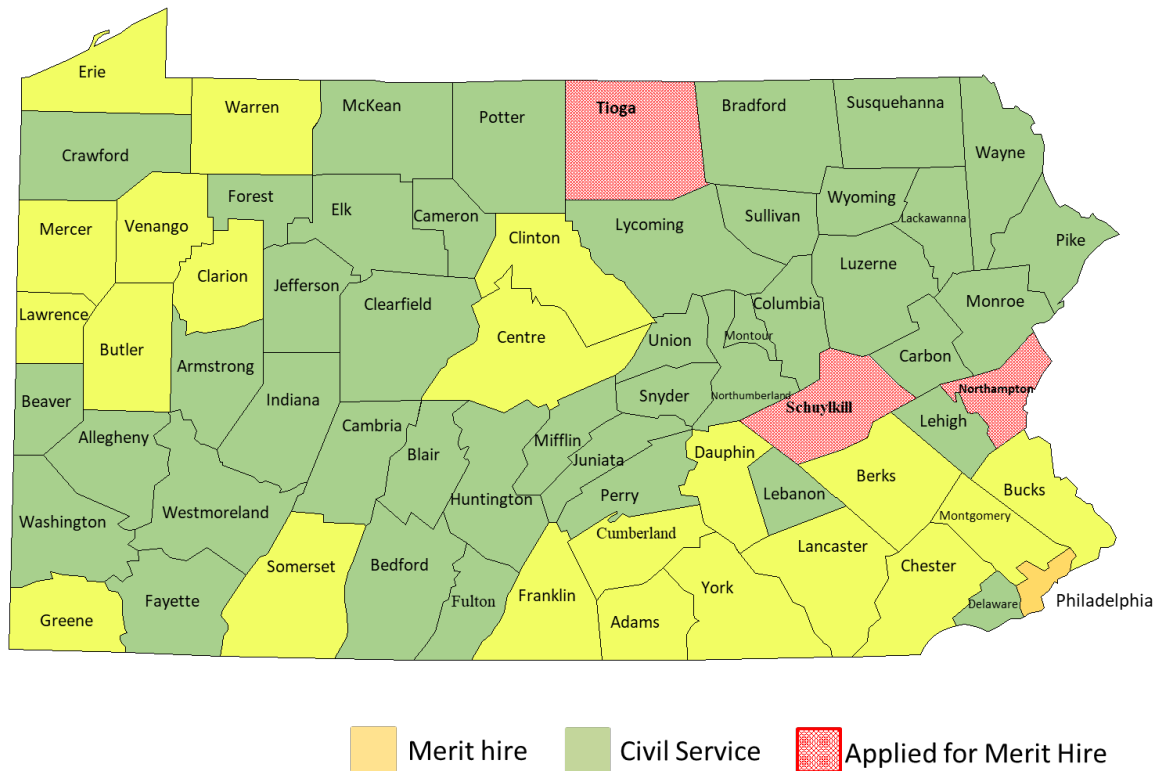 Erie
Warren
McKean
Potter
Tioga
Bradford
Susquehanna
Wayne
Crawford
Forest
Elk
Cameron
Wyoming
Lackawanna
Mercer
Venango
Clinton
Lycoming
Sullivan
Pike
Clarion
Jefferson
Clearfield
Luzerne
Columbia
Monroe
Lawrence
Butler
Centre
Union
Montour
Carbon
Armstrong
Beaver
Indiana
Snyder
Northumberland
Schuylkill
Northampton
Allegheny
Cambria
Blair
Mifflin
Juniata
Dauphin
Lehigh
Berks
Bucks
Washington
Westmoreland
Huntington
Perry
Lebanon
Montgomery
Cumberland
Lancaster
Somerset
Bedford
Chester
Greene
Fayette
Fulton
Franklin
York
Adams
Delaware
Philadelphia
Merit hire
Civil Service
Applied for Merit Hire